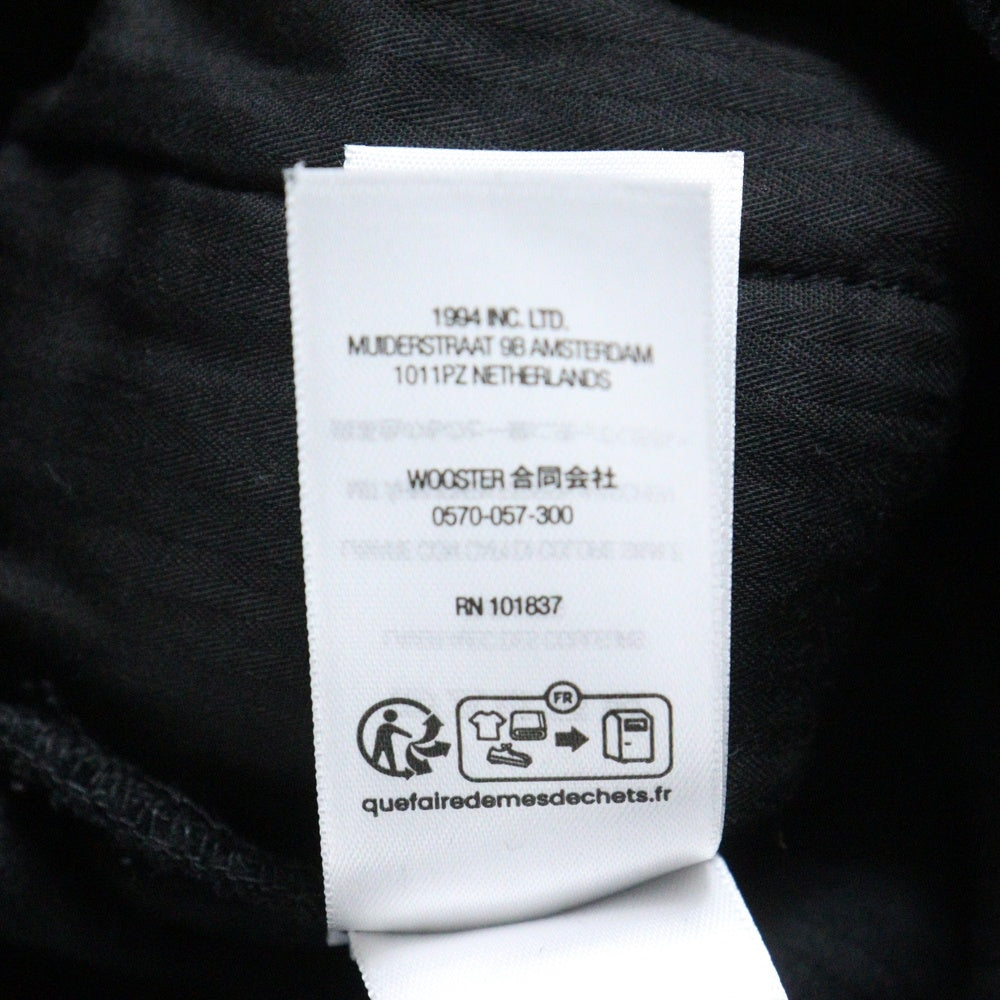 1994 INC. LTD.
MUIDERSTRAAT 9B AMSTERDAM
1011PZ NETHERLANDS
WOOSTER 合同会社
0570-057-300
RN 101837
FR
quefairedemesdechets.fr